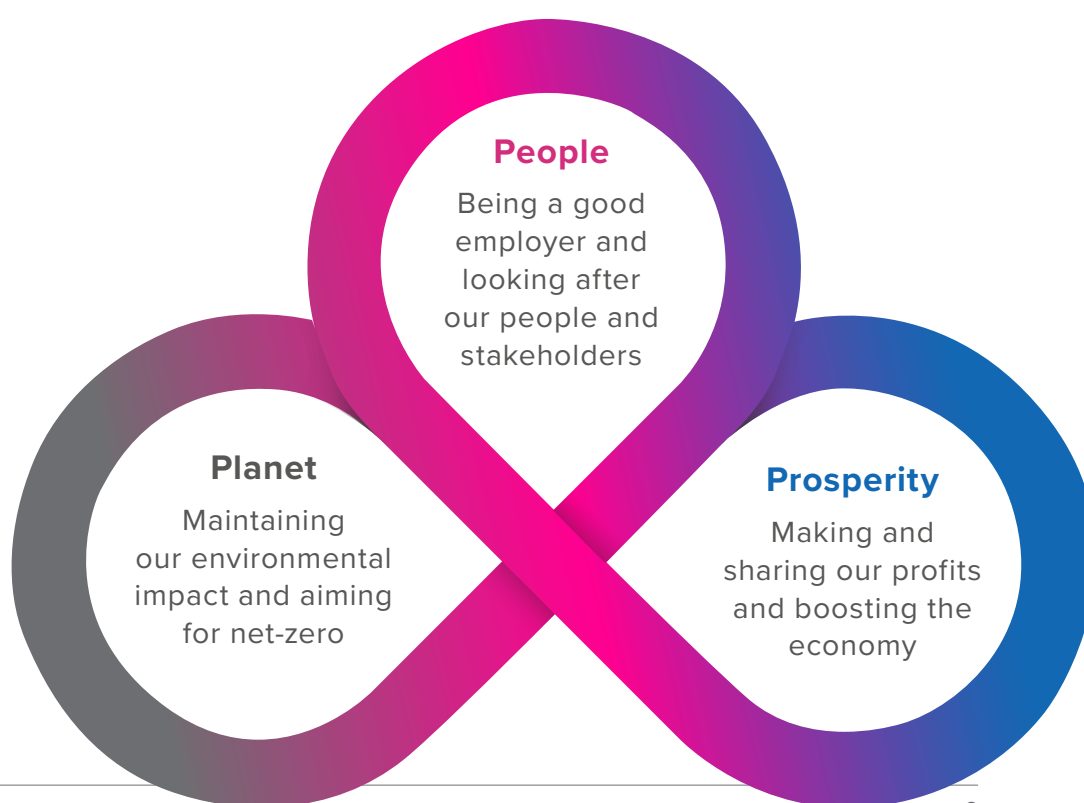 People
Being a good
employer and
looking after
our people and
stakeholders
Planet
Maintaining
our environmental
impact and aiming
for net-zero
Prosperity
Making and
sharing our profits
and boosting the
economy